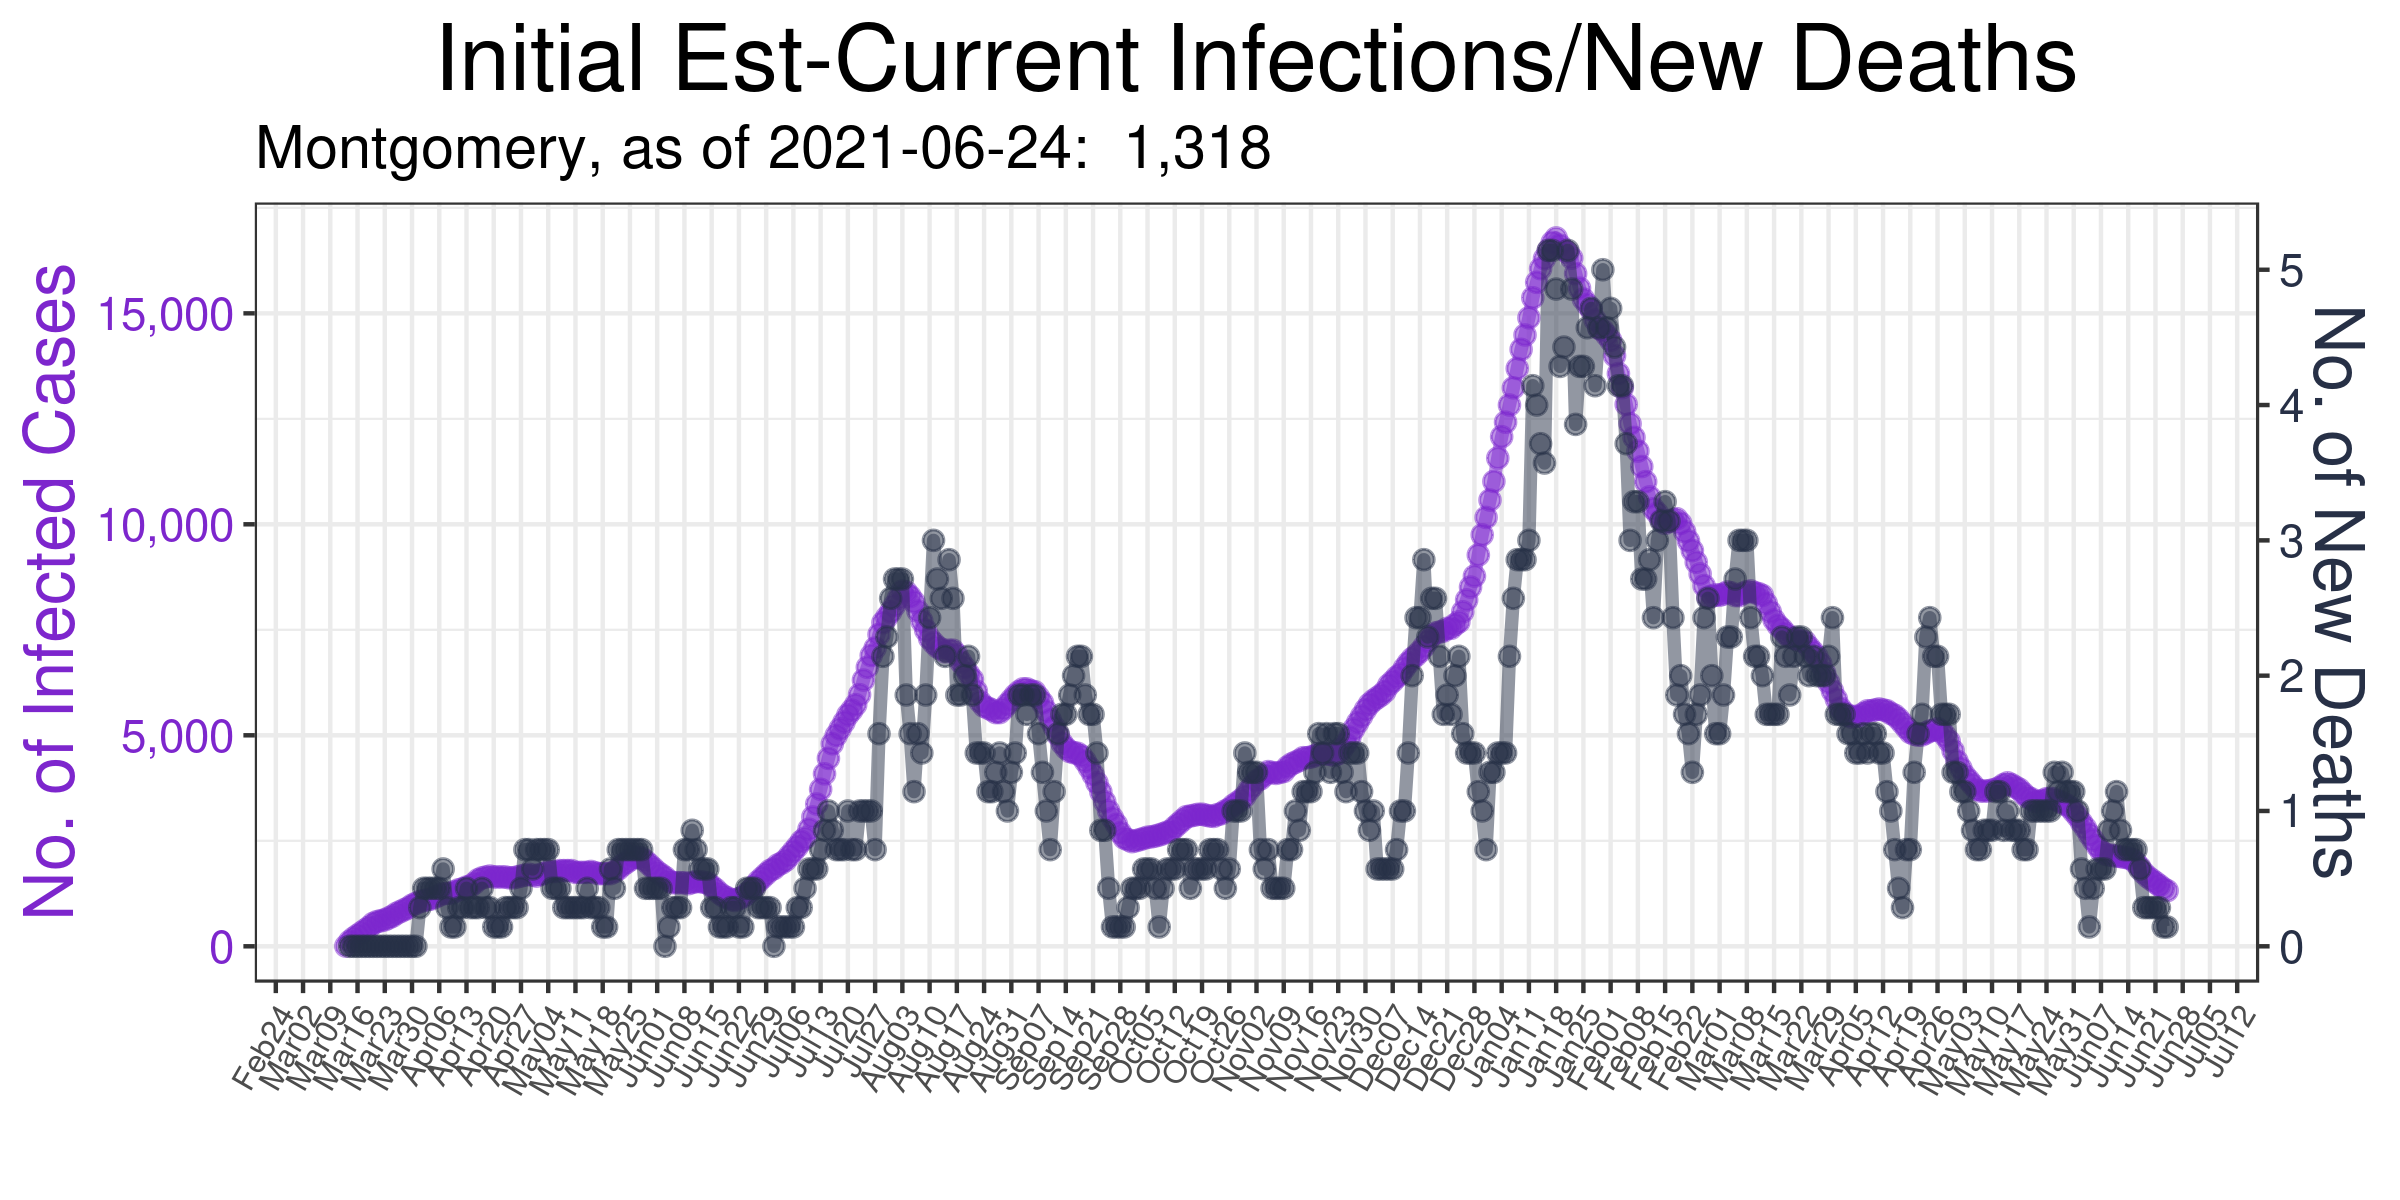 Initial Est-Current Infections/New Deaths
Montgomery, as of 2021-06-24:  1,318
No. of Infected Cases
15,000
10,000
5,000
0
5
4
3
2
1
0
No. of New Deaths
Feb24
Mar02
Mar09
Mar16
Mar23
Mar30
Apr06
Apr13
Apr20
Apr27
May04
May11
May18
May25
Jun01
Jun08
Jun15
Jun22
Jun29
Jul06
Jul13
Jul20
Jul27
Aug03
Aug10
Aug17
Aug24
Aug31
Sep07
Sep14
Sep21
Sep28
Oct05
Oct12
Oct19
Oct26
Nov02
Nov09
Nov16
Nov23
Nov30
Dec07
Dec14
Dec21
Dec28
Jan04
Jan11
Jan18
Jan25
Feb01
Feb08
Feb15
Feb22
Mar01
Mar08
Mar15
Mar22
Mar29
Apr05
Apr12
Apr19
Apr26
May03
May10
May17
May24
May31
Jun07
Jun14
Jun21
Jun28
Jul05
Jul12